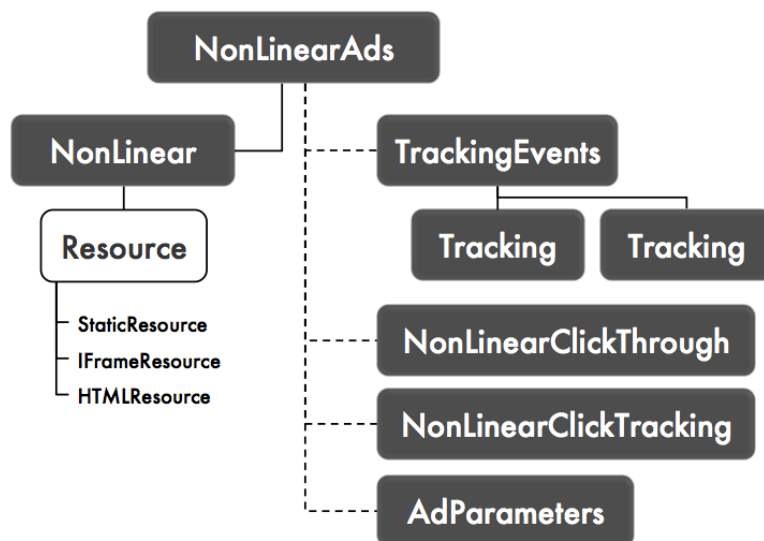 NonLinearAds
NonLinear
TrackingEvents
Resource
Tracking
Tracking
StaticResource
IFrameResource
HTMLResource
NonLinearClickThrough
NonLinearClickTracking
AdParameters